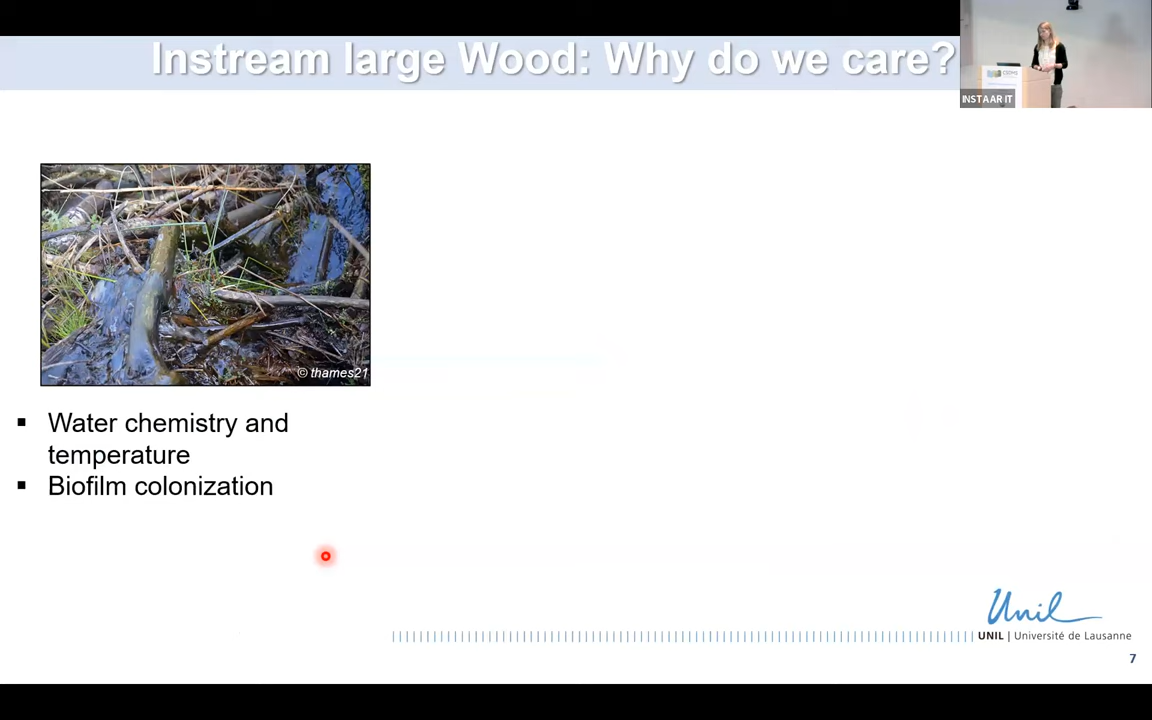 Instream large Wood: Why do we care?
INSTAAR IT
© thames21
▪ Water chemistry and
temperature
▪ Biofilm colonization
Unil
UNIL | Université de Lausanne
7